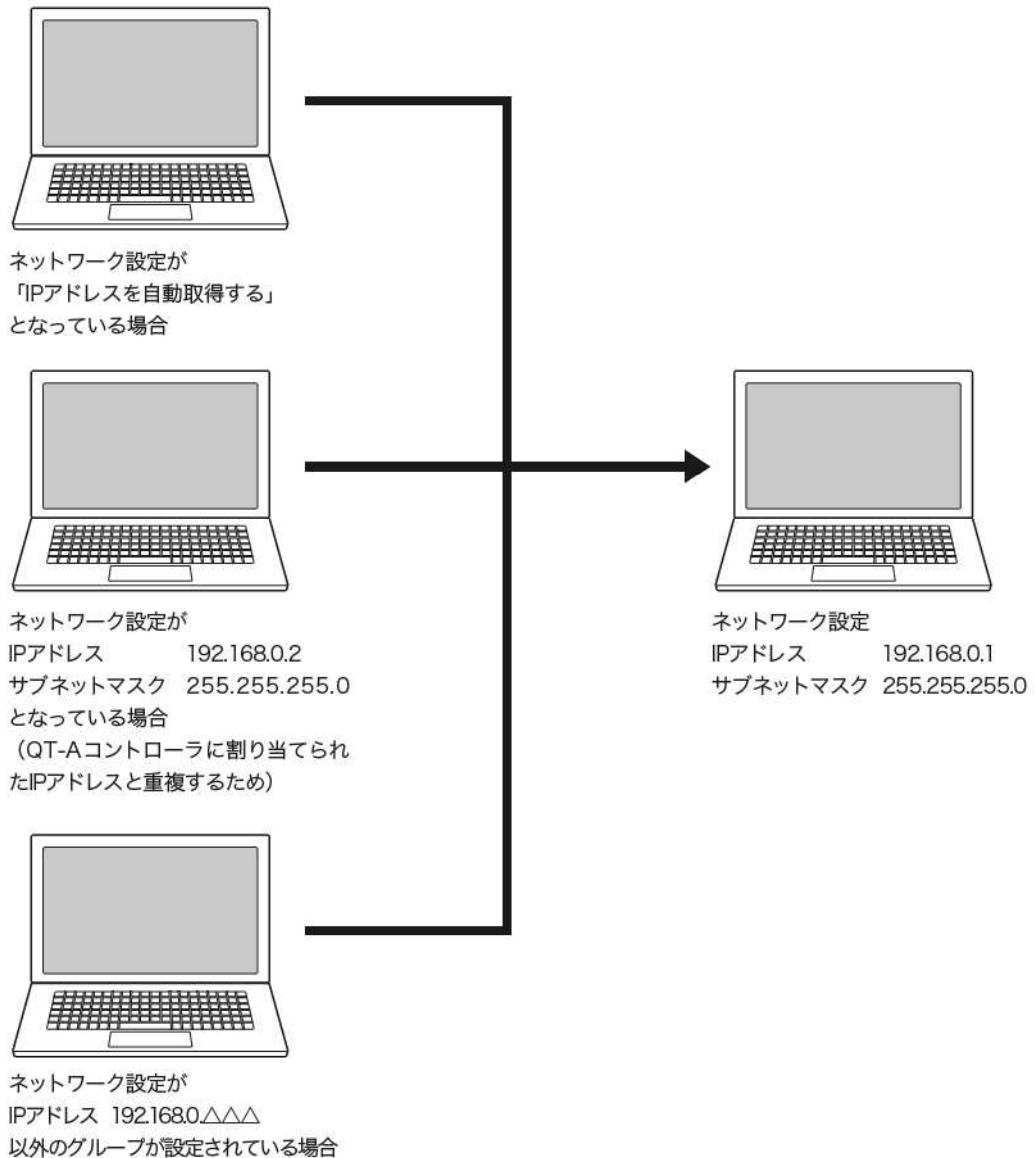 ネットワーク設定が
「IPアドレスを自動取得する」
となっている場合
ネットワーク設定が
IPアドレス 192.168.0.2
サブネットマスク 255.255.255.0
となっている場合
（QT-Aコントローラに割り当てられ
たIPアドレスと重複するため）
ネットワーク設定
IPアドレス 192.168.0.1
サブネットマスク 255.255.255.0
ネットワーク設定が
IPアドレス 192.168.0.△△△
以外のグループが設定されている場合